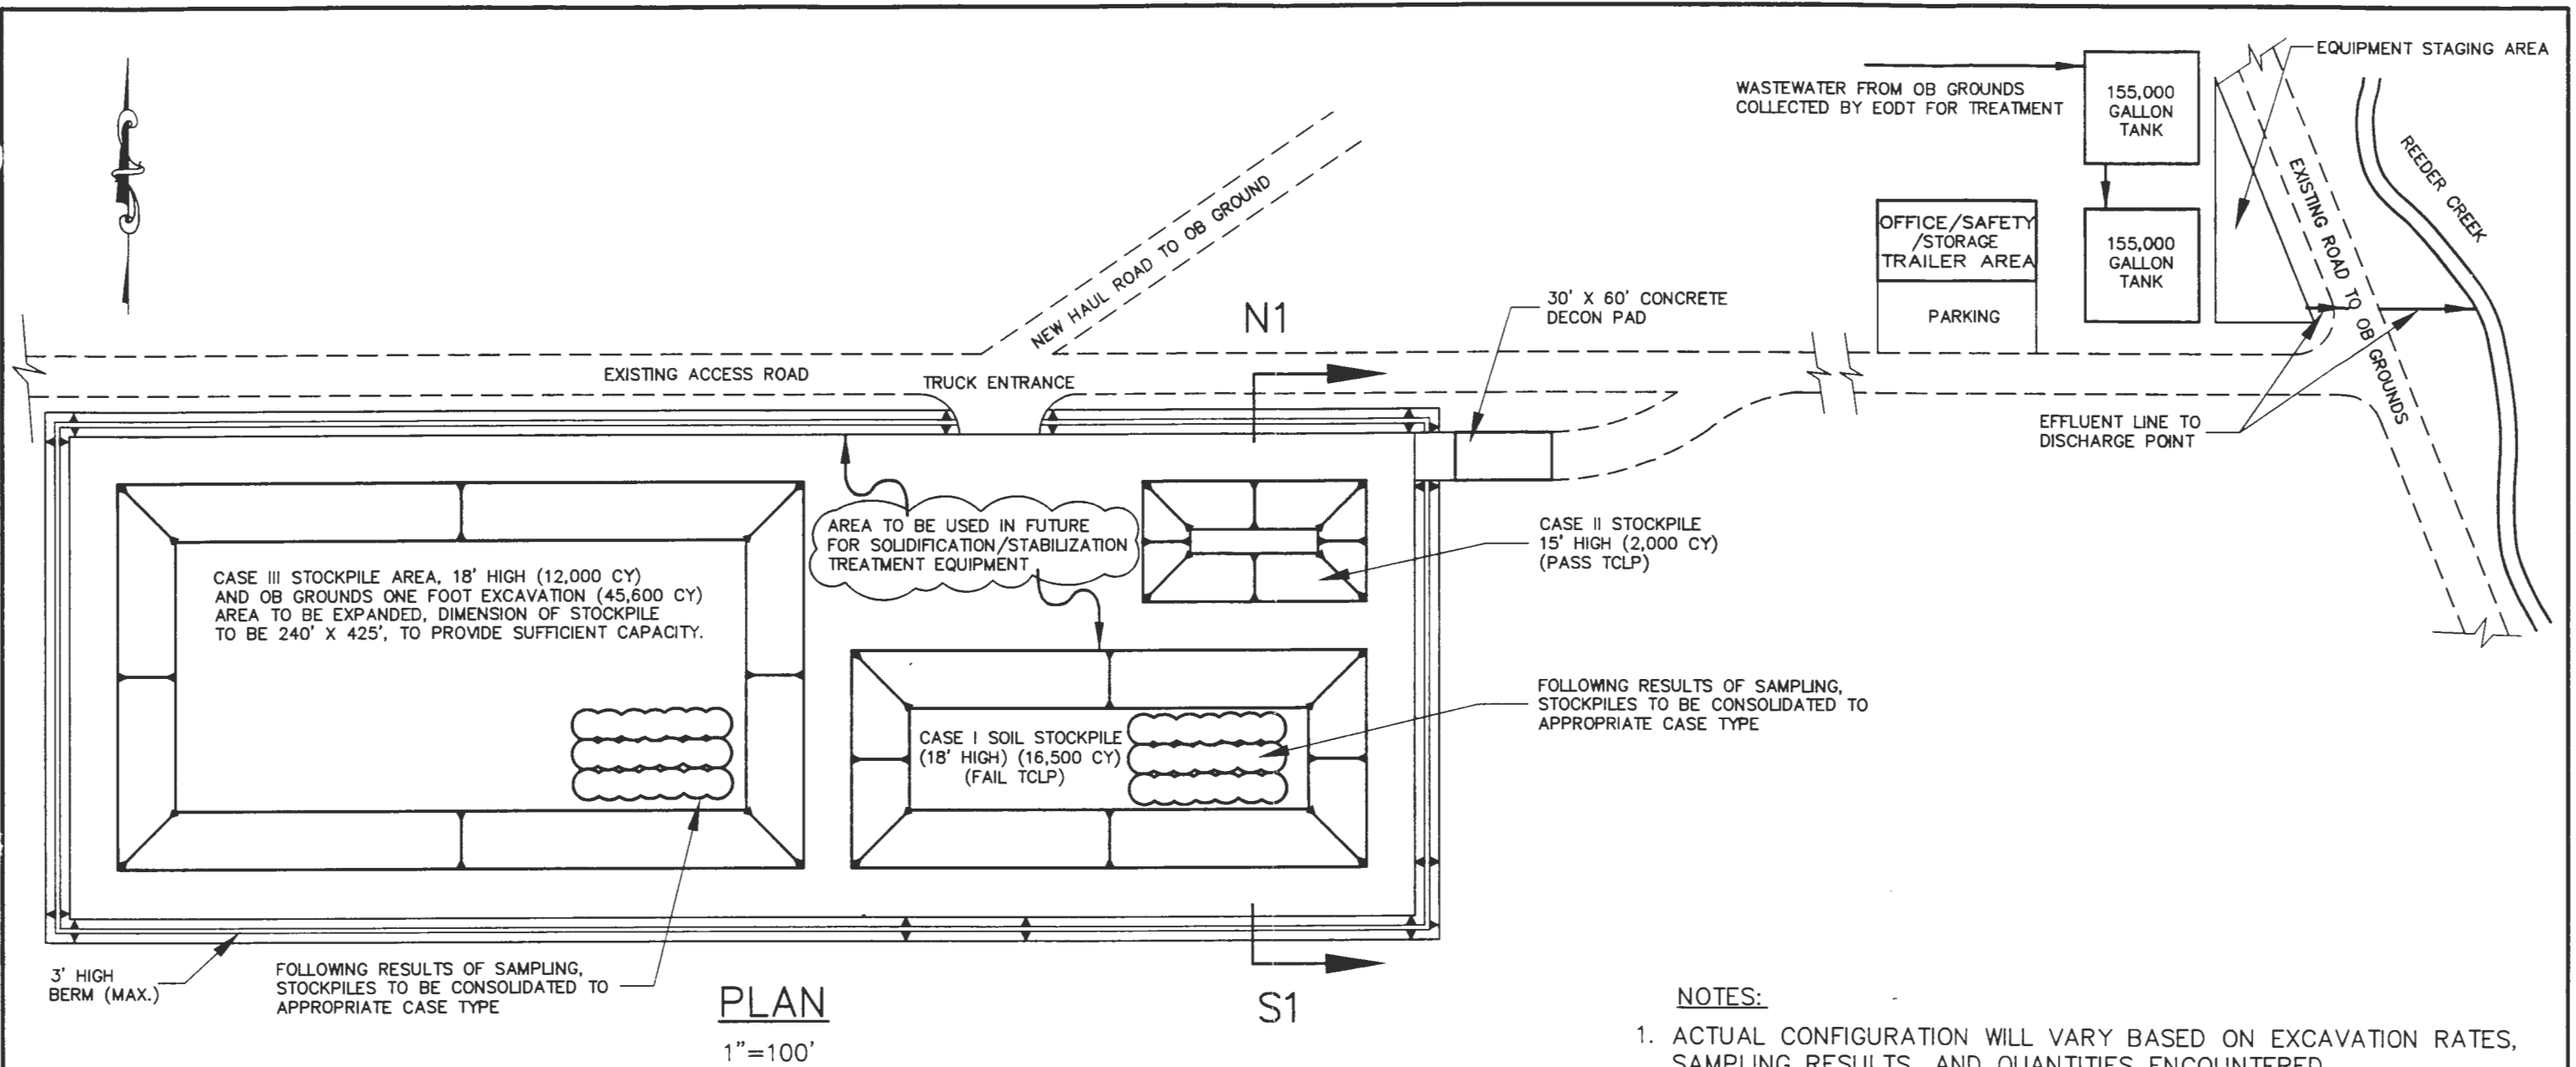 EQUIPMENT STAGING AREA
WASTEWATER FROM OB GROUNDS
COLLECTED BY EODT FOR TREATMENT
155,000
GALLON
TANK
155,000
GALLON
TANK
REEDER CREEK
EXISTING ROAD TO OB GROUNDS
OFFICE/SAFETY
/STORAGE
TRAILER AREA
PARKING
NEW HAUL ROAD TO OB GROUND
N1
30' X 60' CONCRETE
DECON PAD
EXISTING ACCESS ROAD
TRUCK ENTRANCE
EFFLUENT LINE TO
DISCHARGE POINT
AREA TO BE USED IN FUTURE
FOR SOLIDIFICATION/STABILIZATION
TREATMENT EQUIPMENT
CASE II STOCKPILE
15' HIGH (2,000 CY)
(PASS TCLP)
CASE III STOCKPILE AREA, 18' HIGH (12,000 CY)
AND OB GROUNDS ONE FOOT EXCAVATION (45,600 CY)
AREA TO BE EXPANDED, DIMENSION OF STOCKPILE
TO BE 240' X 425', TO PROVIDE SUFFICIENT CAPACITY.
FOLLOWING RESULTS OF SAMPLING,
STOCKPILES TO BE CONSOLIDATED TO
APPROPRIATE CASE TYPE
CASE I SOIL STOCKPILE
(18' HIGH) (16,500 CY)
(FAIL TCLP)
3' HIGH
BERM (MAX.)
FOLLOWING RESULTS OF SAMPLING,
STOCKPILES TO BE CONSOLIDATED TO
APPROPRIATE CASE TYPE
PLAN
1"=100'
S1
NOTES:
1. ACTUAL CONFIGURATION WILL VARY BASED ON EXCAVATION RATES,
SAMPLING RESULTS, AND QUANTITIES ENCOUNTERED